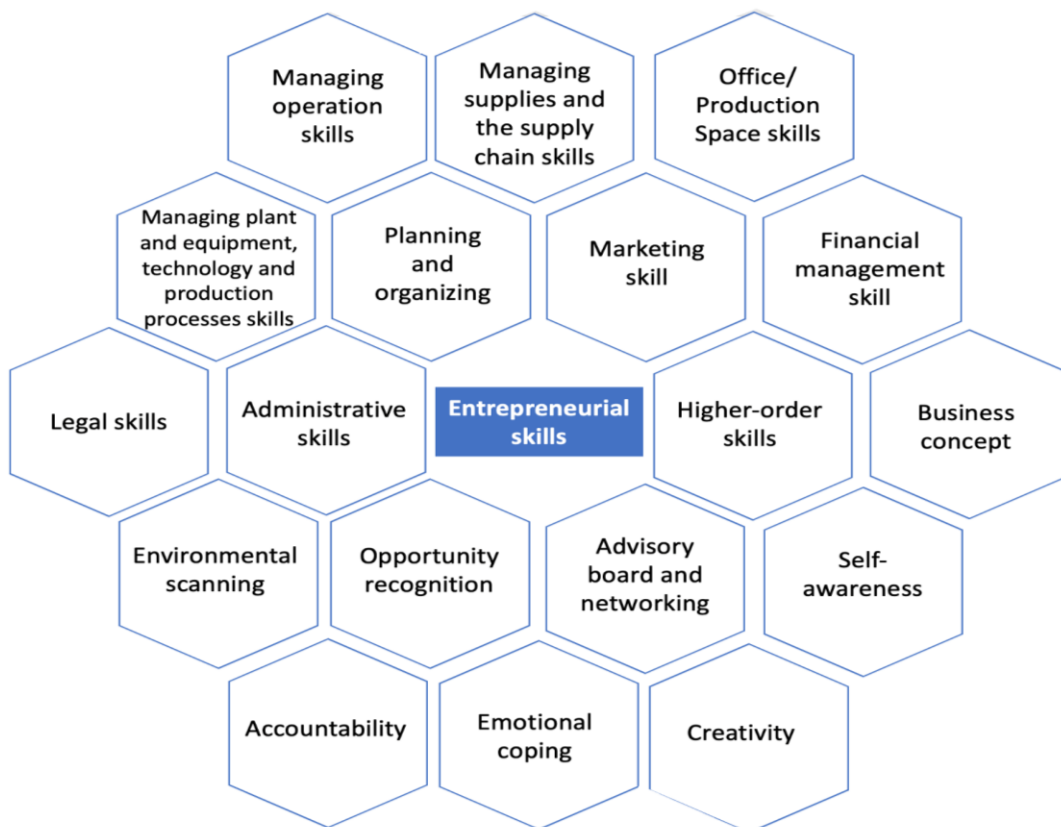 Managing
operation
skills
Managing
supplies and
the supply
chain skills
Office/
Production
Space skills
Managing plant
and equipment,
technology and
production
processes skills
Planning
and
organizing
Marketing
skill
Financial
management
skill
Legal skills
Administrative
skills
Entrepreneurial
skills
Higher-order
skills
Business
concept
Environmental
scanning
Opportunity
recognition
Advisory
board and
networking
Self-
awareness
Accountability
Emotional
coping
Creativity